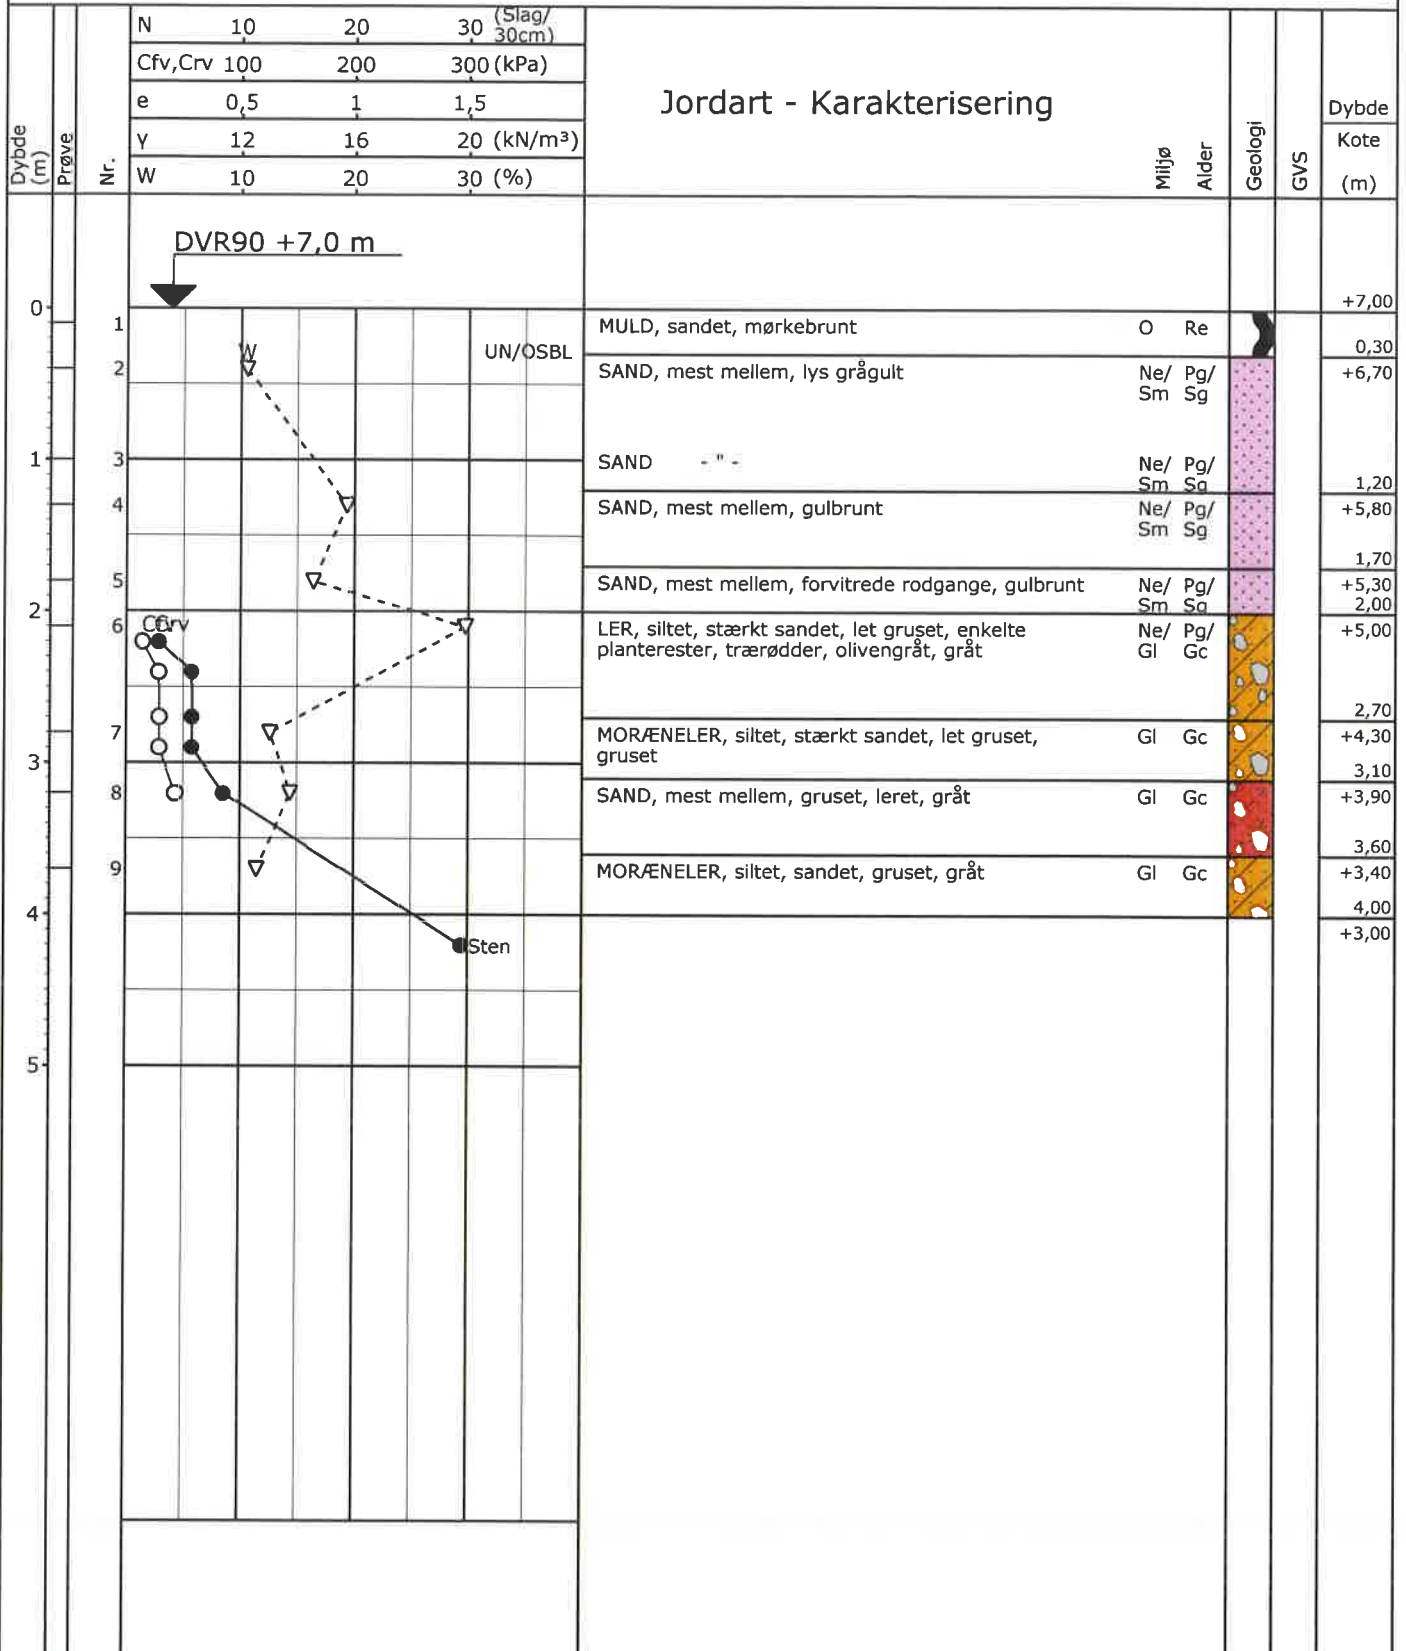 N 10 20 30 (Slag/
30cm)
Cfv,Crv 100 200 300 (kPa)
e 0,5 1 1,5
γ 12 16 20 (kN/m³)
W 10 20 30 (%)
Dybde
(m)
Prøve
Nr.
Jordart - Karakterisering
Miljø
Alder
Geologi
GVS
Dybde
Kote
(m)
DVR90 +7,0 m
0 +7,00
1 MULD, sandet, mørkebrunt O Re
W UN/OSBL 0,30
2 SAND, mest mellem, lys grågult Ne/ Pg/ +6,70
Sm Sg
1 3 SAND - " - Ne/ Pg/
Sm Sg 1,20
4 SAND, mest mellem, gulbrunt Ne/ Pg/ +5,80
Sm Sg
1,70
5 SAND, mest mellem, forvitrede rodgange, gulbrunt Ne/ Pg/ +5,30
2 Sm Sg 2,00
6 Cfv Crv LER, siltet, stærkt sandet, let gruset, enkelte Ne/ Pg/ +5,00
planterester, trærødder, olivengråt, gråt Gl Gc
2,70
7 MORÆNELER, siltet, stærkt sandet, let gruset, Gl Gc +4,30
gruset
3 3,10
8 SAND, mest mellem, gruset, leret, gråt Gl Gc +3,90
3,60
9 MORÆNELER, siltet, sandet, gruset, gråt Gl Gc +3,40
4 4,00
Sten +3,00
5